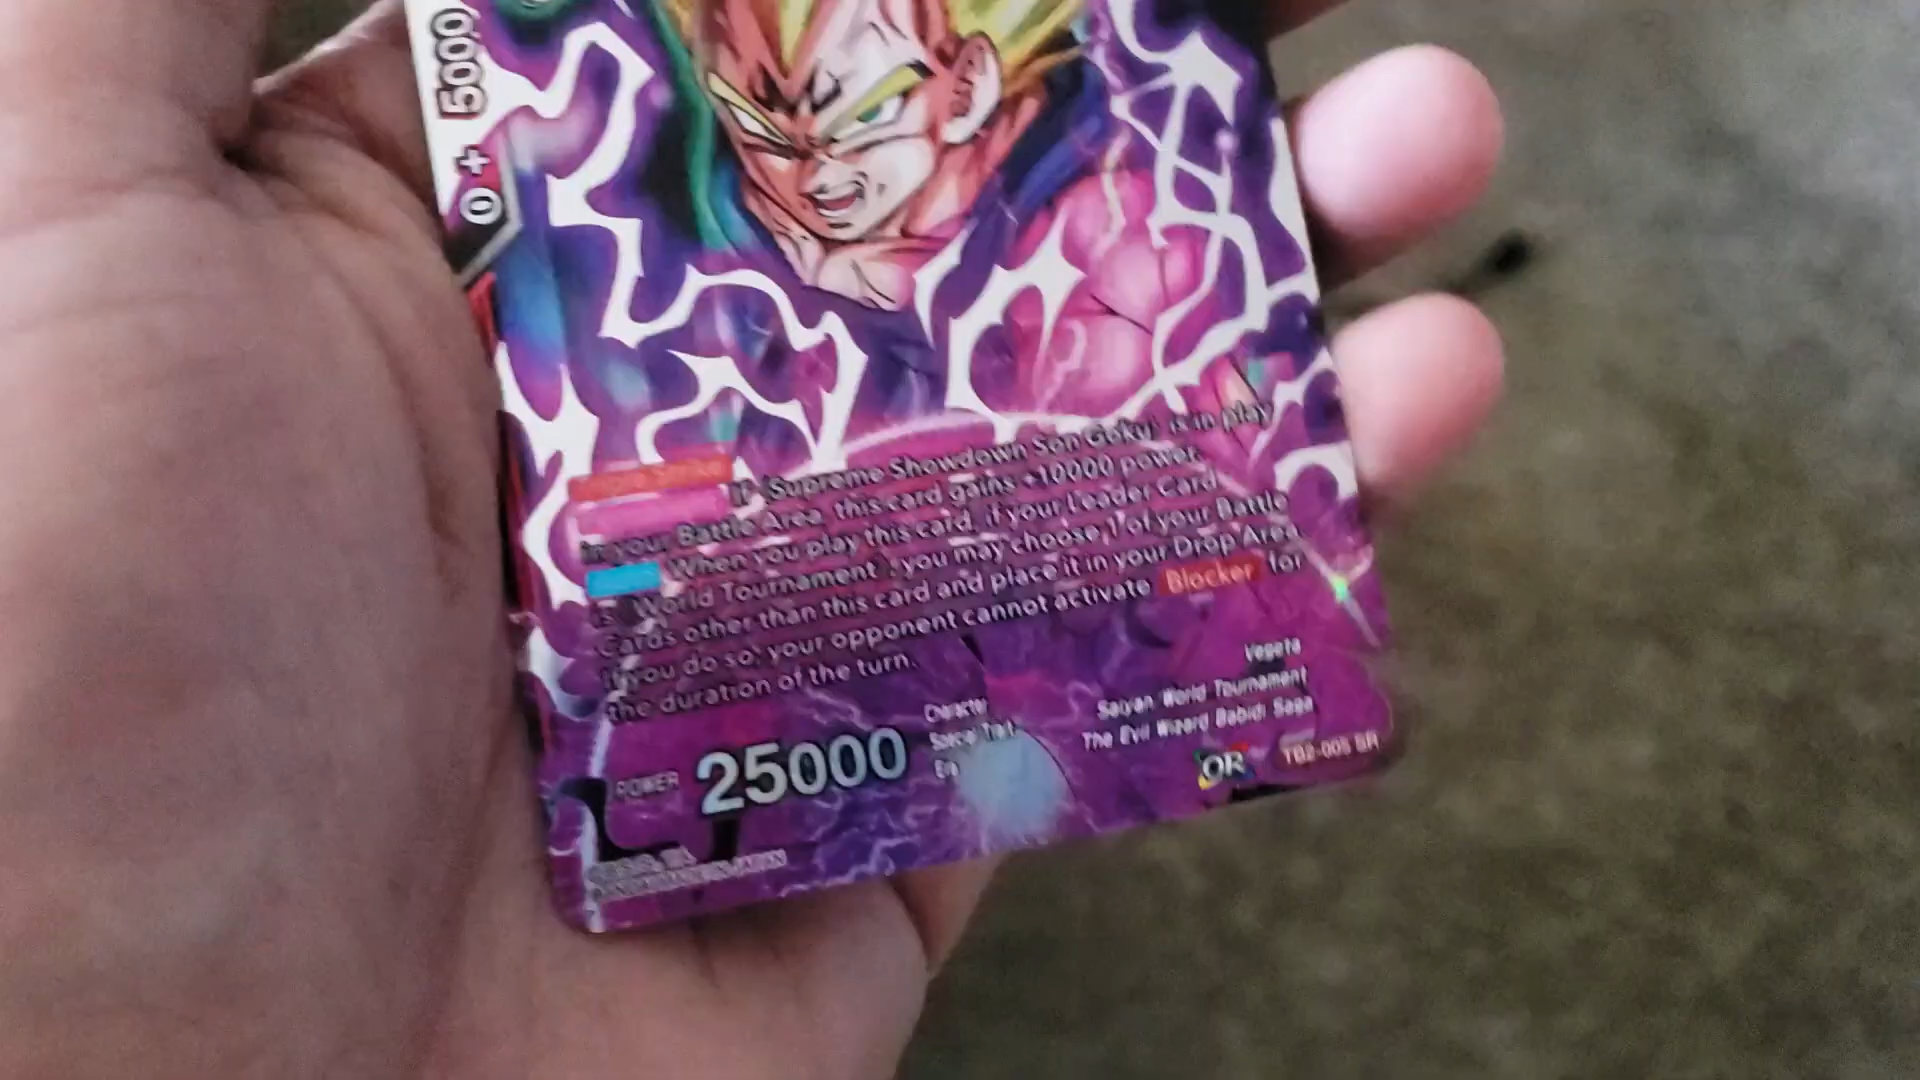 5000
0 +
If <Supreme Showdown Son Goku> is in play
in your Battle Area, this card gains +10000 power.
When you play this card, if your Leader Card
is World Tournament, you may choose 1 of your Battle
Cards other than this card and place it in your Drop Area.
If you do so, your opponent cannot activate Blocker for
the duration of the turn.
POWER 25000
Character Vegeta
Special Trait Saiyan World Tournament
Era The Evil Wizard Babidi Saga
QR TB2-005 SR